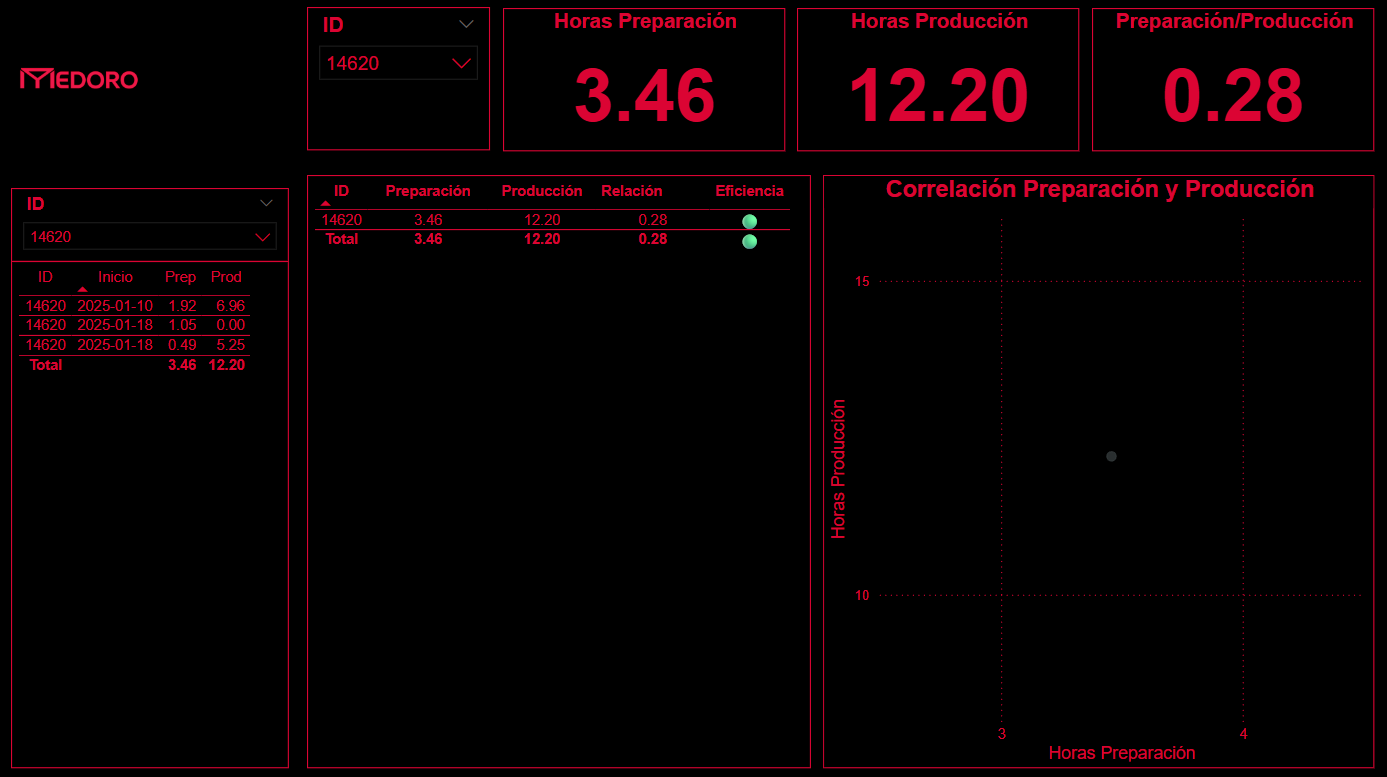 MEDORO
ID
14620
Horas Preparación
3.46
Horas Producción
12.20
Preparación/Producción
0.28
ID
14620
ID Inicio Prep Prod
14620 2025-01-10 1.92 6.96
14620 2025-01-18 1.05 0.00
14620 2025-01-18 0.49 5.25
Total 3.46 12.20
ID Preparación Producción Relación Eficiencia
14620 3.46 12.20 0.28
Total 3.46 12.20 0.28
Correlación Preparación y Producción
15
10
Horas Producción
3 4
Horas Preparación